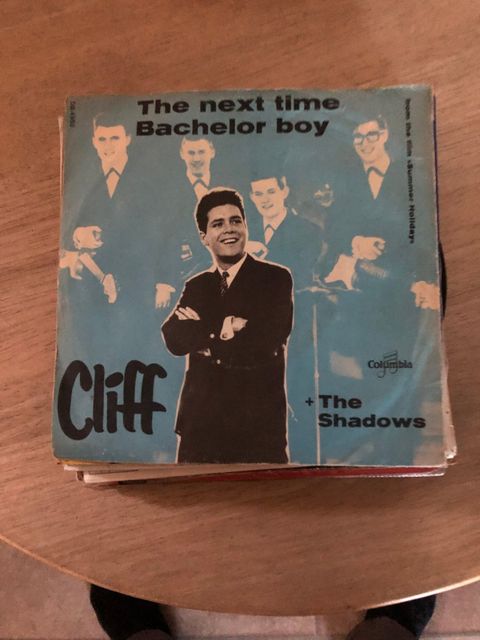 The next time
Bachelor boy
from the film «Summer Holiday»
Cliff
Columbia
+ The
Shadows